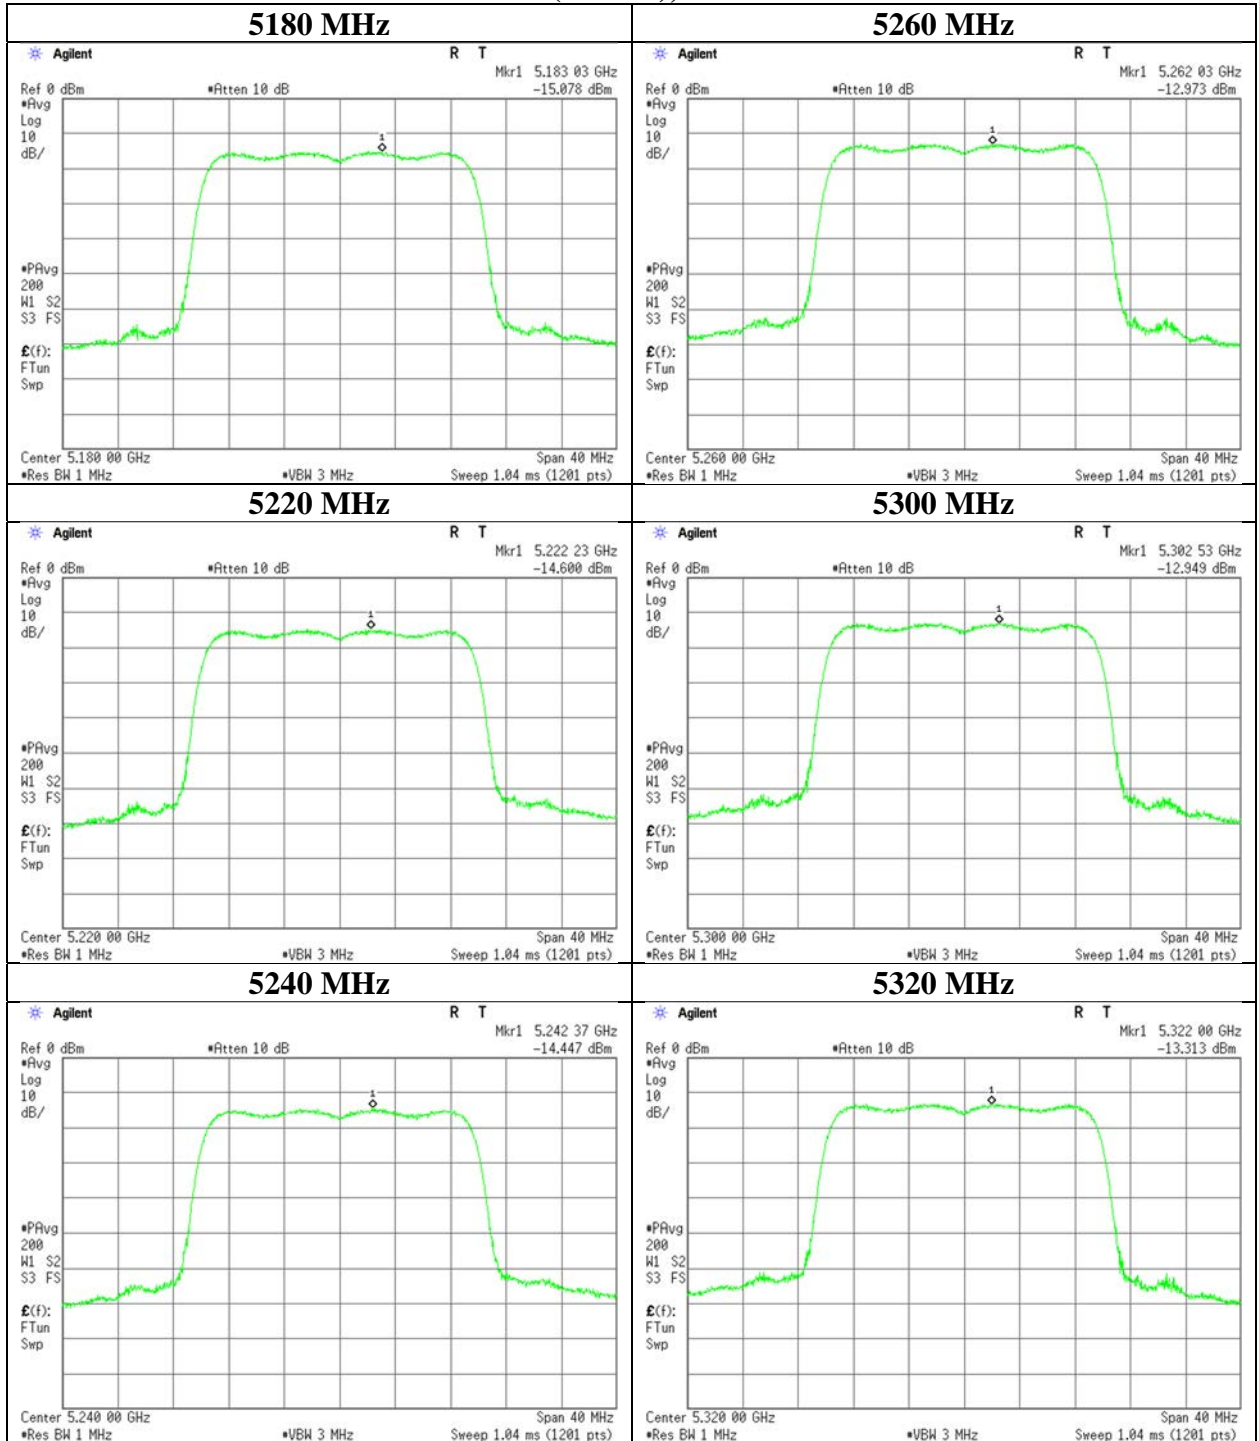 5180 MHz
Agilent R T
Mkr1 5.183 03 GHz
Ref 0 dBm *Atten 10 dB -15.078 dBm
*Avg
Log
10
dB/
1
*PAvg
200
W1 S2
S3 FS
£(f):
FTun
Swp
Center 5.180 00 GHz Span 40 MHz
*Res BW 1 MHz *VBW 3 MHz Sweep 1.04 ms (1201 pts)
5260 MHz
Agilent R T
Mkr1 5.262 03 GHz
Ref 0 dBm *Atten 10 dB -12.973 dBm
*Avg
Log
10
dB/
1
*PAvg
200
W1 S2
S3 FS
£(f):
FTun
Swp
Center 5.260 00 GHz Span 40 MHz
*Res BW 1 MHz *VBW 3 MHz Sweep 1.04 ms (1201 pts)
5220 MHz
Agilent R T
Mkr1 5.222 23 GHz
Ref 0 dBm *Atten 10 dB -14.600 dBm
*Avg
Log
10
dB/
1
*PAvg
200
W1 S2
S3 FS
£(f):
FTun
Swp
Center 5.220 00 GHz Span 40 MHz
*Res BW 1 MHz *VBW 3 MHz Sweep 1.04 ms (1201 pts)
5300 MHz
Agilent R T
Mkr1 5.302 53 GHz
Ref 0 dBm *Atten 10 dB -12.949 dBm
*Avg
Log
10
dB/
1
*PAvg
200
W1 S2
S3 FS
£(f):
FTun
Swp
Center 5.300 00 GHz Span 40 MHz
*Res BW 1 MHz *VBW 3 MHz Sweep 1.04 ms (1201 pts)
5240 MHz
Agilent R T
Mkr1 5.242 37 GHz
Ref 0 dBm *Atten 10 dB -14.447 dBm
*Avg
Log
10
dB/
1
*PAvg
200
W1 S2
S3 FS
£(f):
FTun
Swp
Center 5.240 00 GHz Span 40 MHz
*Res BW 1 MHz *VBW 3 MHz Sweep 1.04 ms (1201 pts)
5320 MHz
Agilent R T
Mkr1 5.322 00 GHz
Ref 0 dBm *Atten 10 dB -13.313 dBm
*Avg
Log
10
dB/
1
*PAvg
200
W1 S2
S3 FS
£(f):
FTun
Swp
Center 5.320 00 GHz Span 40 MHz
*Res BW 1 MHz *VBW 3 MHz Sweep 1.04 ms (1201 pts)